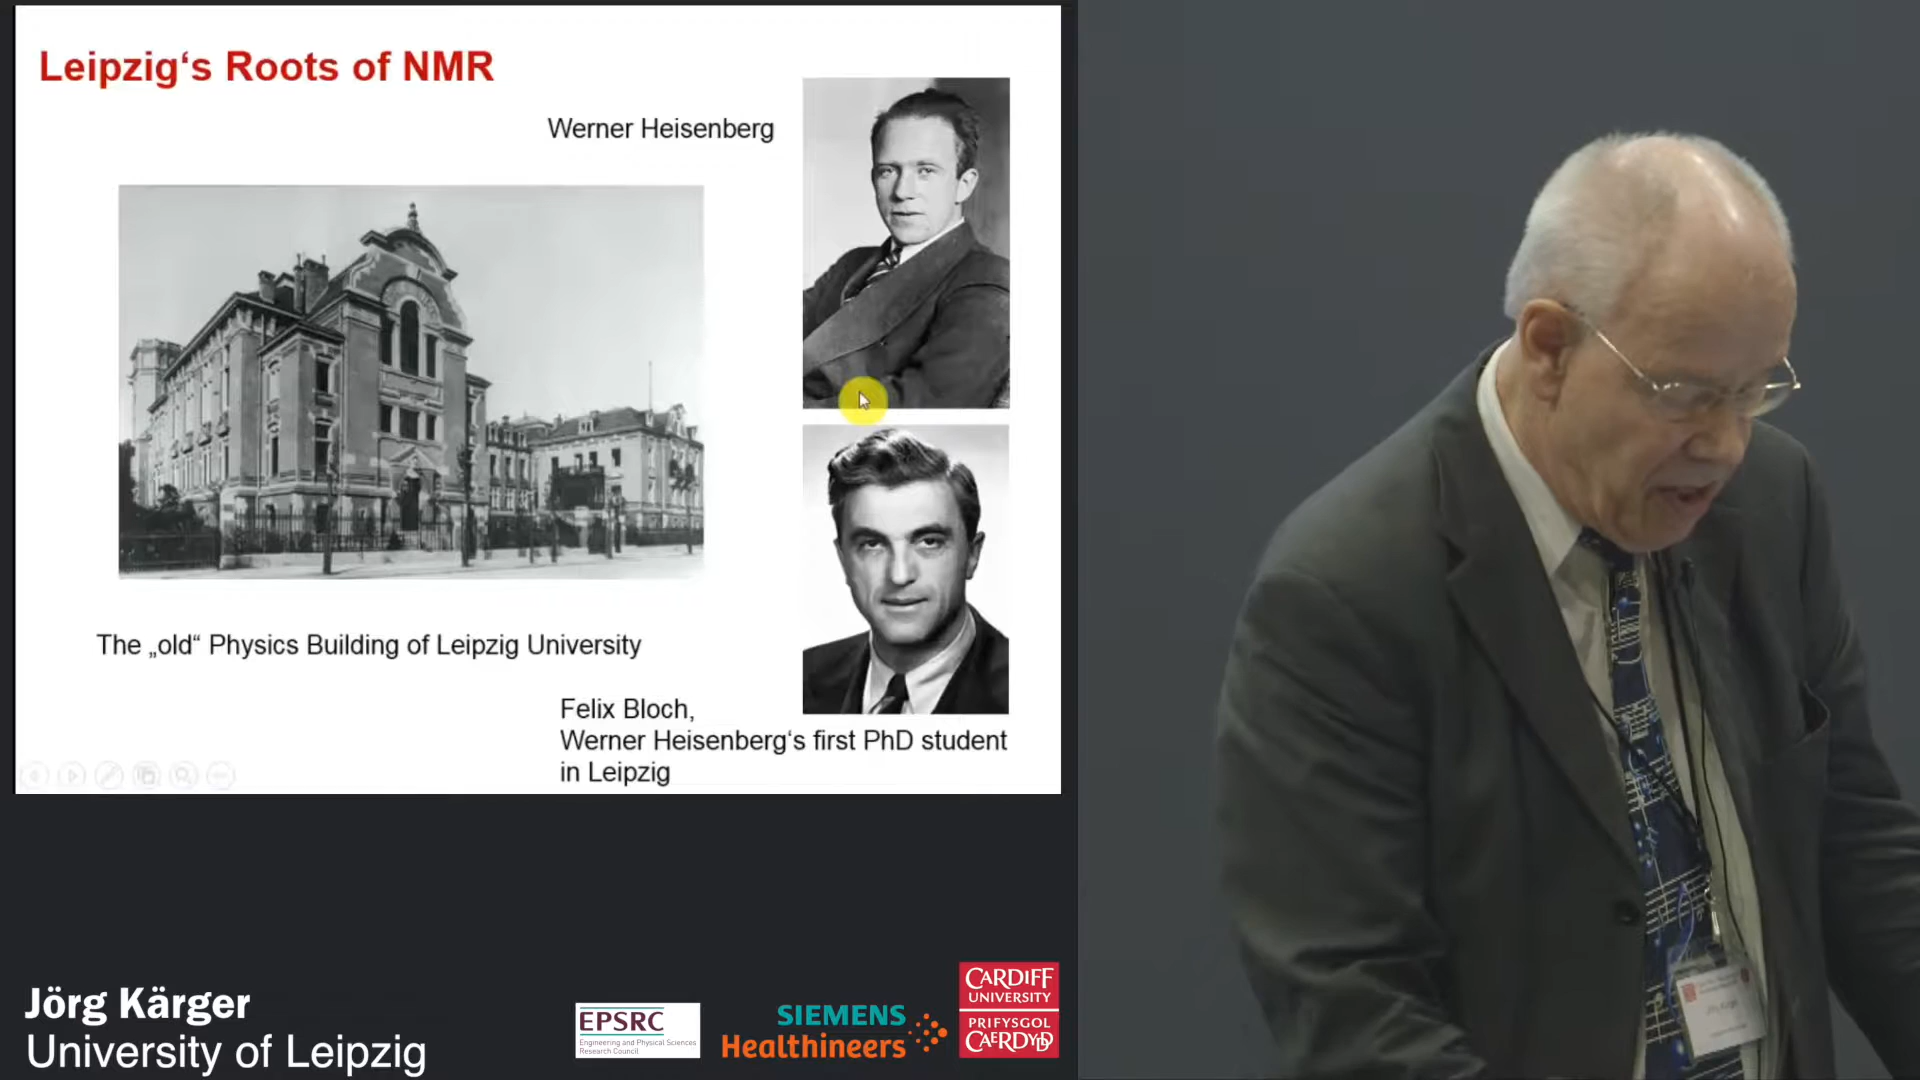 Leipzig‘s Roots of NMR
Werner Heisenberg
The „old“ Physics Building of Leipzig University
Felix Bloch,
Werner Heisenberg‘s first PhD student
in Leipzig
Jörg Kärger
University of Leipzig
EPSRC
Engineering and Physical Sciences
Research Council
SIEMENS
Healthineers
CARDIFF
UNIVERSITY
PRIFYSGOL
CAERDYDD